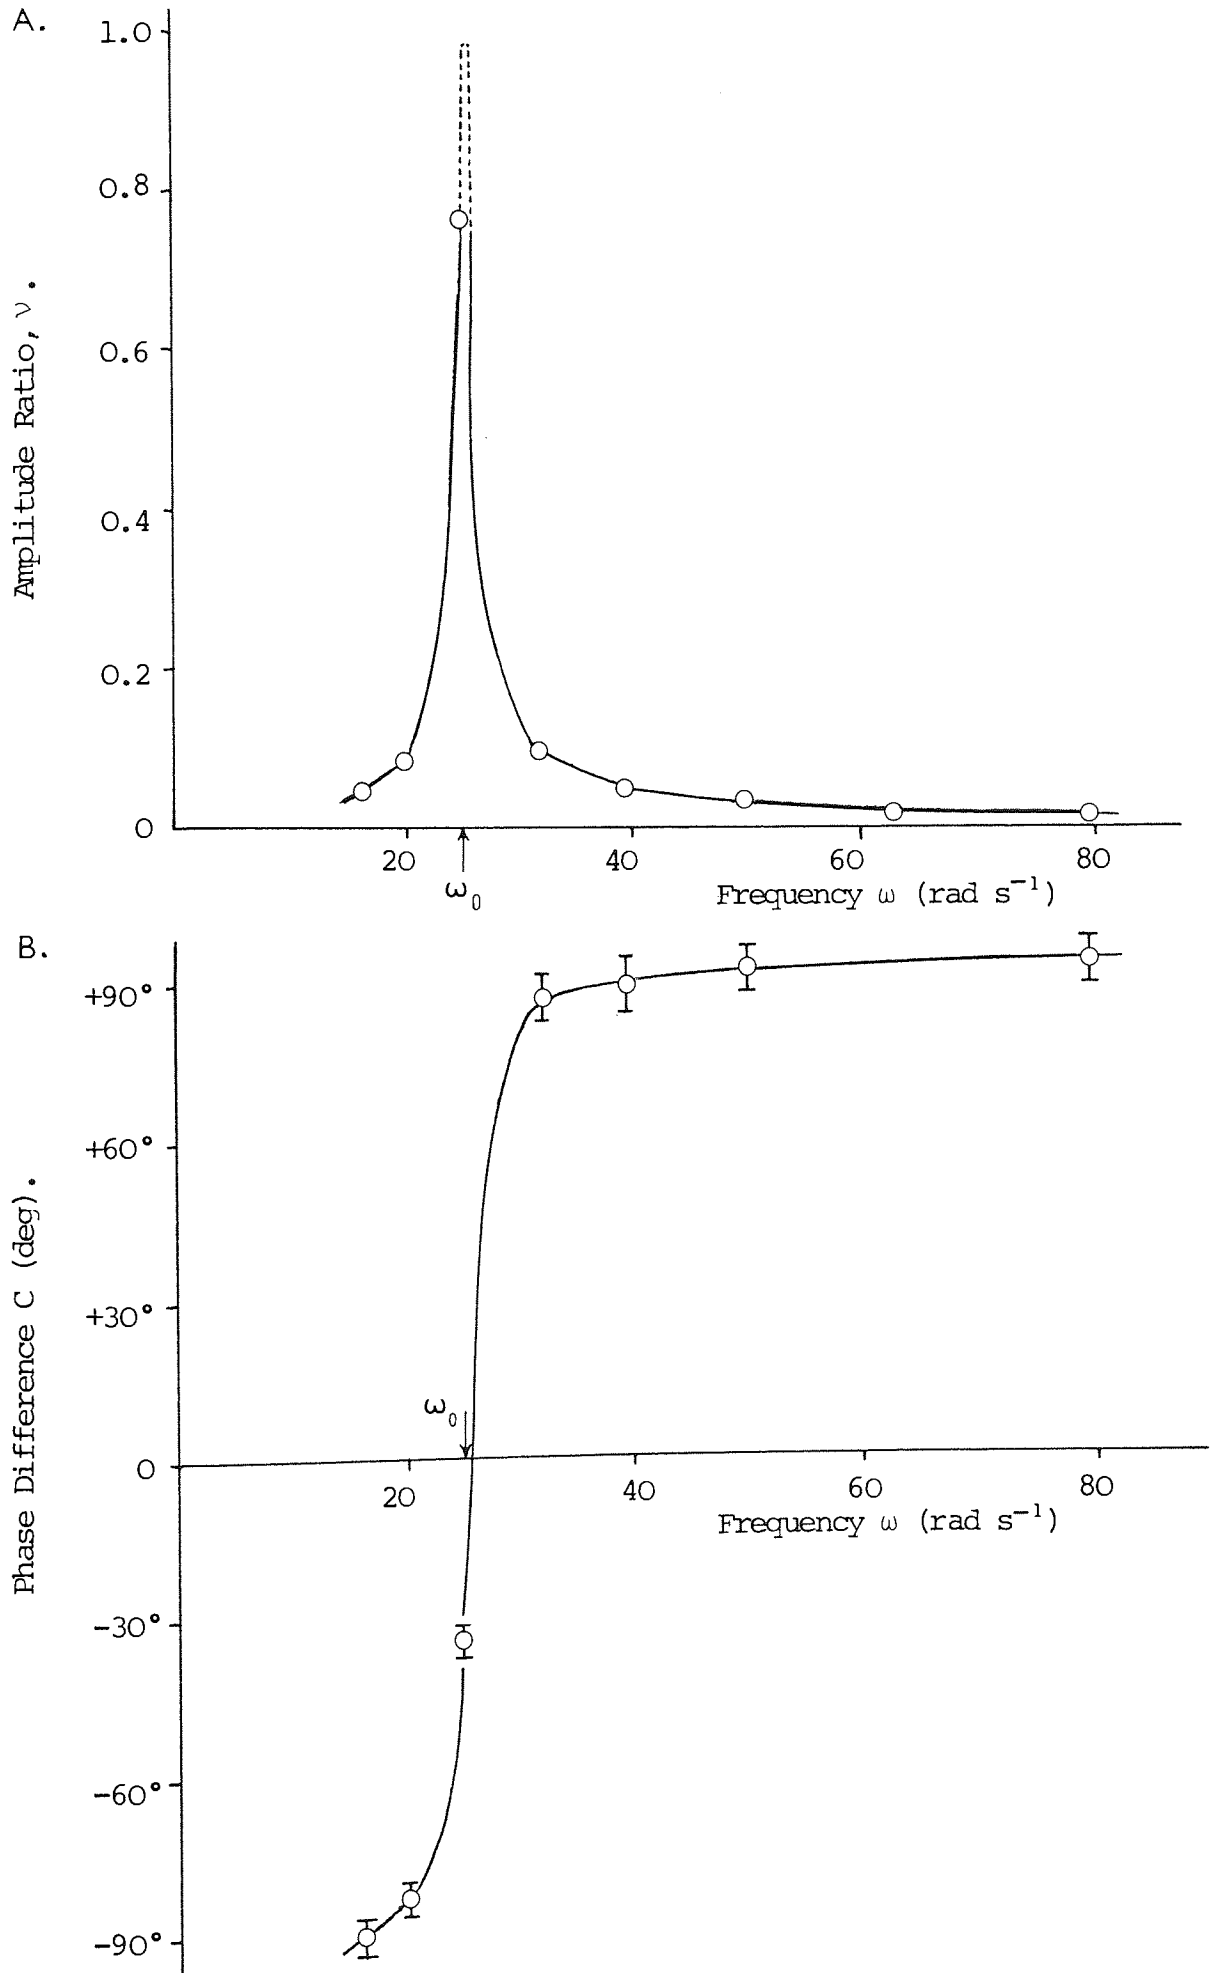 A.
1.0
0.8
0.6
0.4
0.2
0
Amplitude Ratio, ν.
20 40 60 80
ω₀
Frequency ω (rad s⁻¹)
B.
+90°
+60°
+30°
0
-30°
-60°
-90°
Phase Difference C (deg).
ω₀
20 40 60 80
Frequency ω (rad s⁻¹)